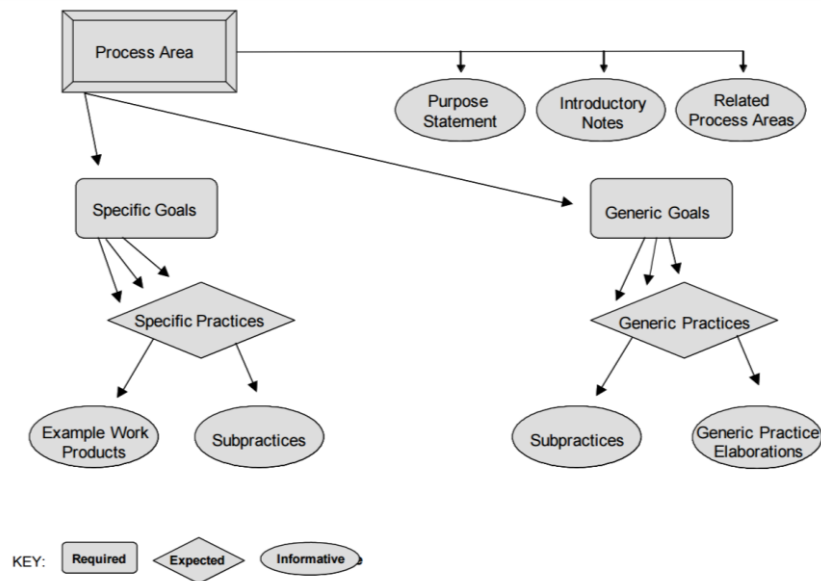 Process Area
Purpose
Statement
Introductory
Notes
Related
Process Areas
Specific Goals
Generic Goals
Specific Practices
Generic Practices
Example Work
Products
Subpractices
Subpractices
Generic Practice
Elaborations
KEY:
Required
Expected
Informative